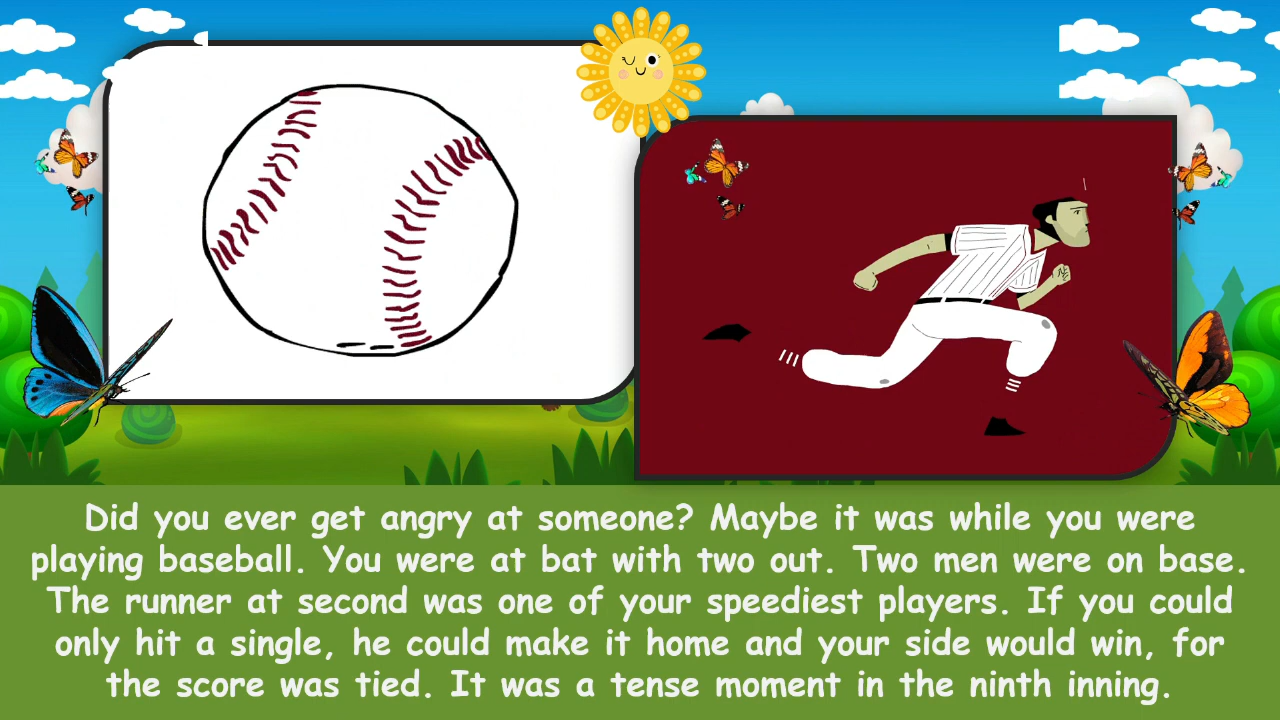 Did you ever get angry at someone? Maybe it was while you were
playing baseball. You were at bat with two out. Two men were on base.
The runner at second was one of your speediest players. If you could
only hit a single, he could make it home and your side would win, for
the score was tied. It was a tense moment in the ninth inning.